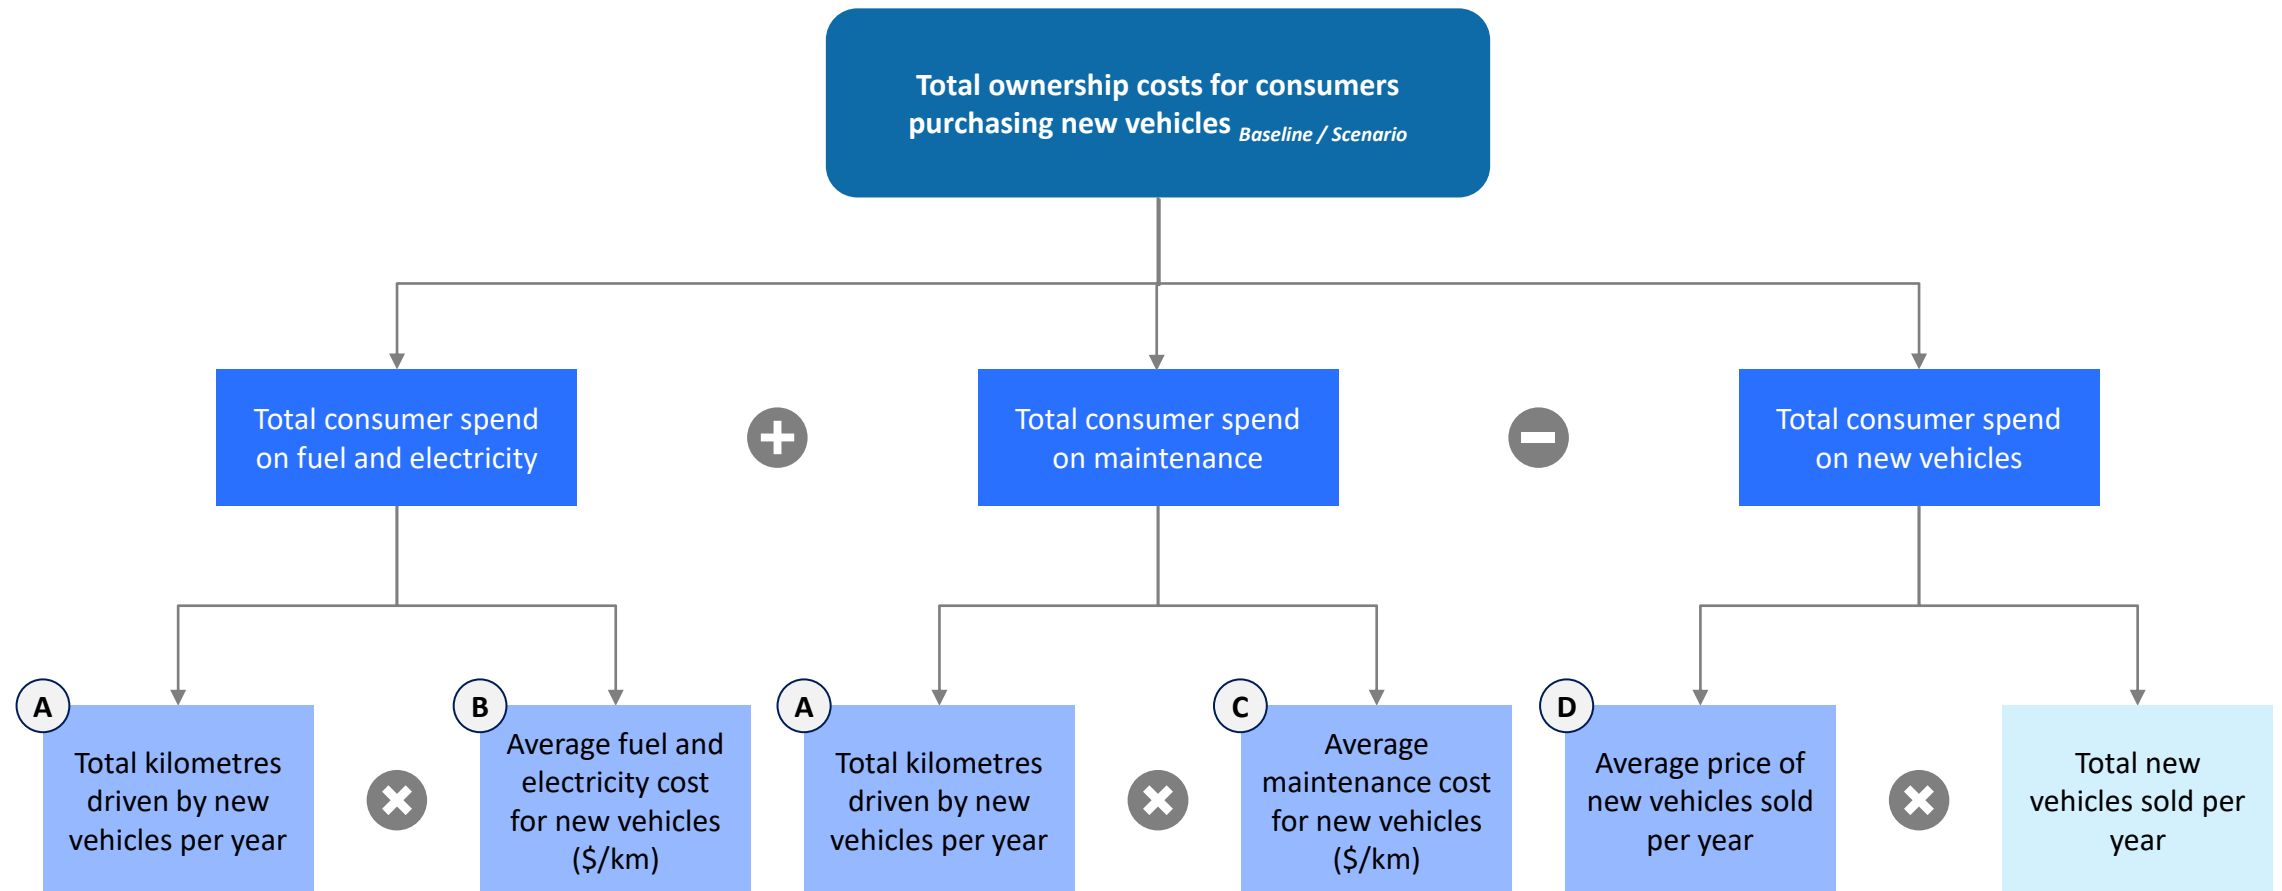 Total ownership costs for consumers
purchasing new vehicles Baseline / Scenario
Total consumer spend
on fuel and electricity
Total consumer spend
on maintenance
Total consumer spend
on new vehicles
A
Total kilometres
driven by new
vehicles per year
B
Average fuel and
electricity cost
for new vehicles
($/km)
A
Total kilometres
driven by new
vehicles per year
C
Average
maintenance cost
for new vehicles
($/km)
D
Average price of
new vehicles sold
per year
Total new
vehicles sold per
year